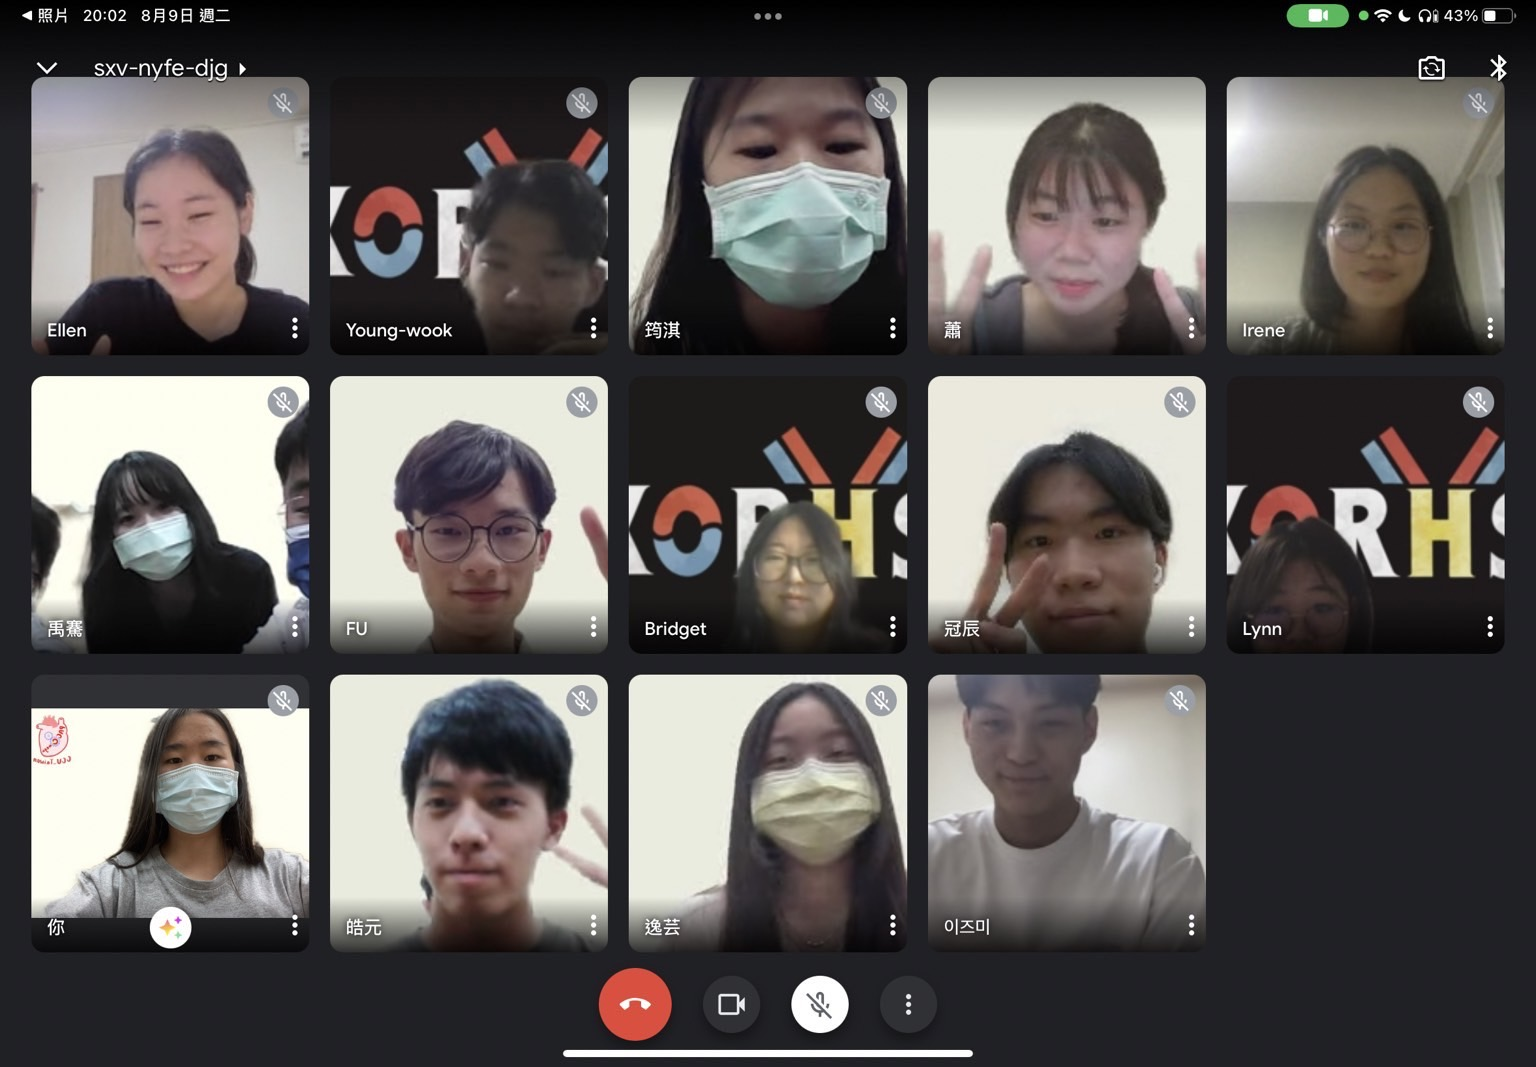 照片 20:02 8月9日 週二
43%
sxv-nyfe-djg
Ellen
Young-wook
筠淇
蕭
Irene
KOR
禹騫
FU
Bridget
冠辰
Lynn
KORHS
KORHS
你
皓元
逸芸
이즈미